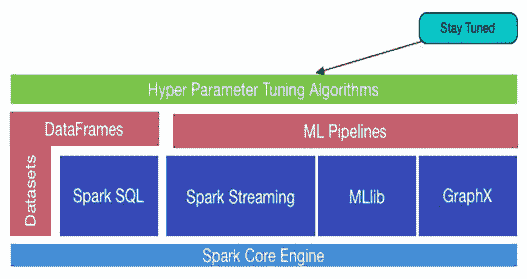 Stay Tuned
Hyper Parameter Tuning Algorithms
DataFrames
ML Pipelines
Datasets
Spark SQL
Spark Streaming
MLlib
GraphX
Spark Core Engine